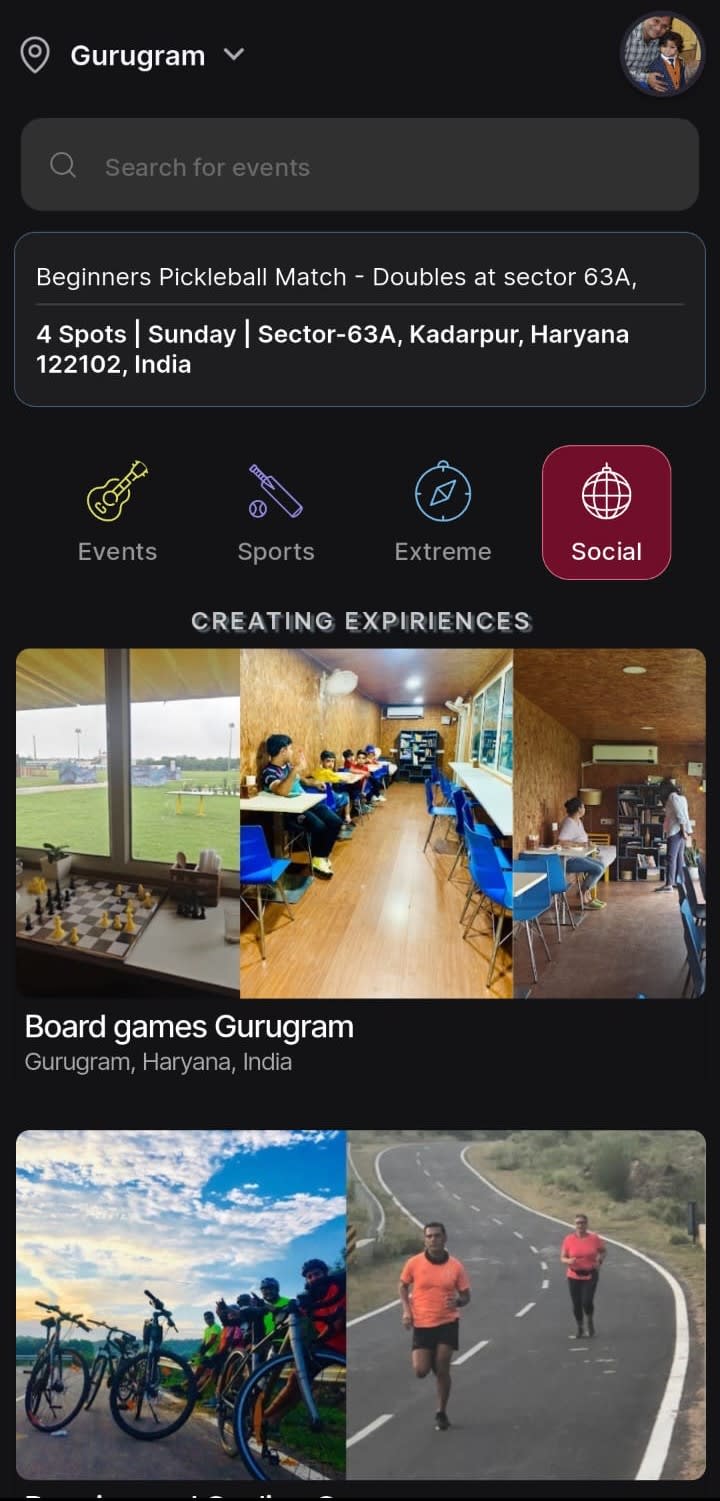 Gurugram
Search for events
Beginners Pickleball Match - Doubles at sector 63A,
4 Spots | Sunday | Sector-63A, Kadarpur, Haryana
122102, India
Events Sports Extreme Social
CREATING EXPIRIENCES
Board games Gurugram
Gurugram, Haryana, India